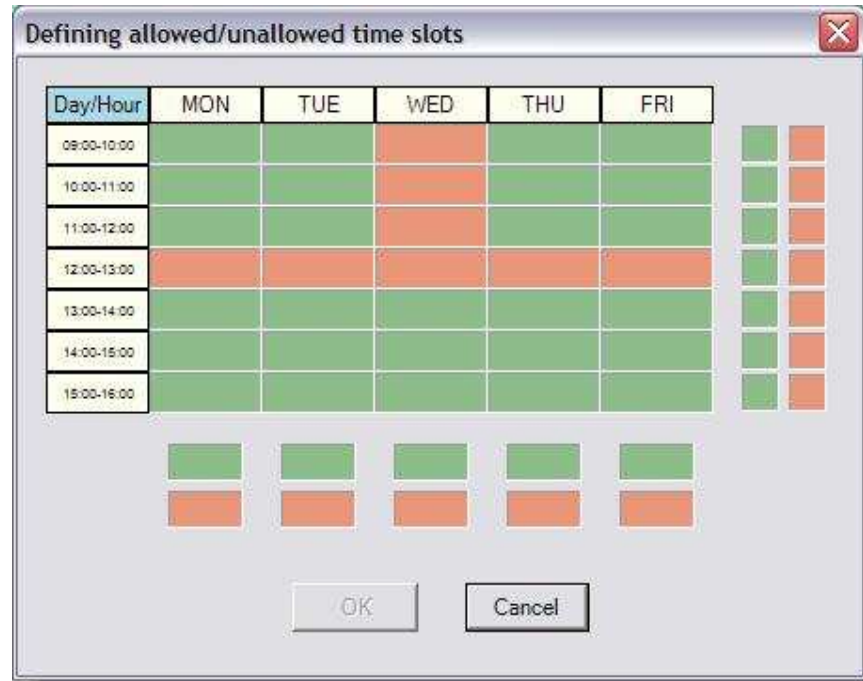 Defining allowed/unallowed time slots
Day/Hour MON TUE WED THU FRI
09:00-10:00
10:00-11:00
11:00-12:00
12:00-13:00
13:00-14:00
14:00-15:00
15:00-16:00
OK Cancel